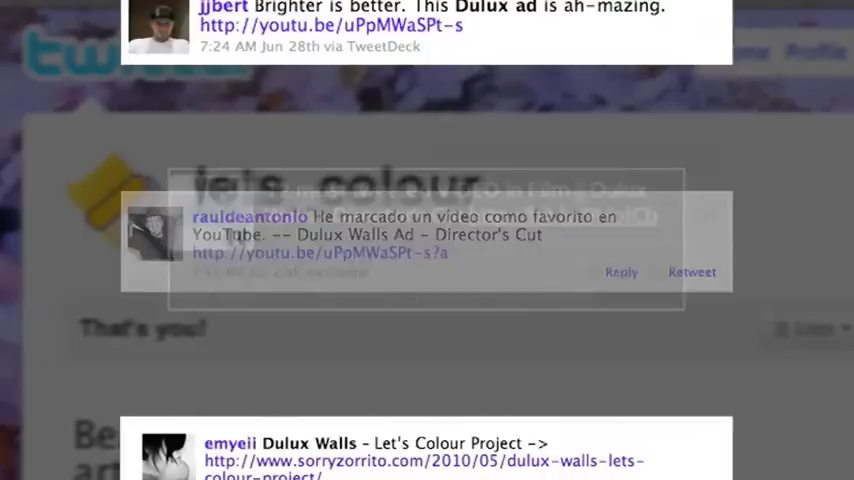 jjbert Brighter is better. This Dulux ad is ah-mazing.
http://youtu.be/uPpMWaSPt-s
7:24 AM Jun 28th via TweetDeck
Profile
lets_colour
rauldeantonio He marcado un vídeo como favorito en
YouTube. -- Dulux Walls Ad - Director's Cut
http://youtu.be/uPpMWaSPt-s?a
Reply Retweet
That's you!
emyeii Dulux Walls - Let's Colour Project ->
http://www.sorryzorrito.com/2010/05/dulux-walls-lets-
colour-project/